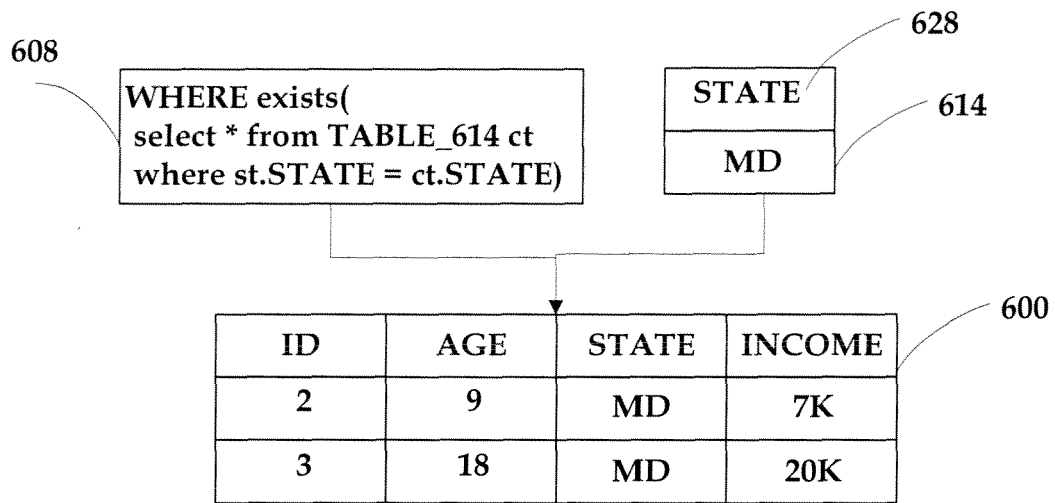 608
WHERE exists(
select * from TABLE_614 ct
where st.STATE = ct.STATE)
628
STATE
614
MD
600
ID AGE STATE INCOME
2 9 MD 7K
3 18 MD 20K